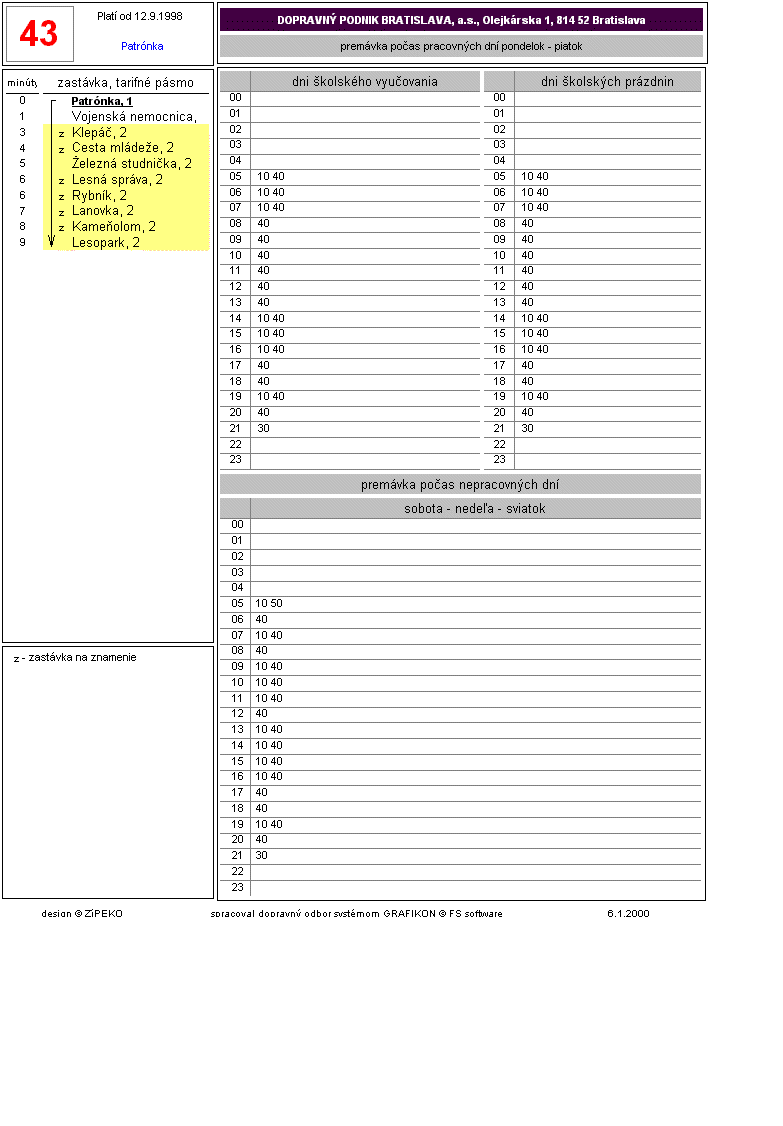 43
Platí od 12.9.1998
Patrónka
DOPRAVNÝ PODNIK BRATISLAVA, a.s., Olejkárska 1, 814 52 Bratislava
premávka počas pracovných dní pondelok - piatok
minúty zastávka, tarifné pásmo
0 Patrónka, 1
1 Vojenská nemocnica,
3 z Klepáč, 2
4 z Cesta mládeže, 2
5 Železná studnička, 2
6 z Lesná správa, 2
6 z Rybník, 2
7 z Lanovka, 2
8 z Kameňolom, 2
9 Lesopark, 2
z - zastávka na znamenie
dni školského vyučovania dni školských prázdnin
00 00
01 01
02 02
03 03
04 04
05 10 40 05 10 40
06 10 40 06 10 40
07 10 40 07 10 40
08 40 08 40
09 40 09 40
10 40 10 40
11 40 11 40
12 40 12 40
13 40 13 40
14 10 40 14 10 40
15 10 40 15 10 40
16 10 40 16 10 40
17 40 17 40
18 40 18 40
19 10 40 19 10 40
20 40 20 40
21 30 21 30
22 22
23 23
premávka počas nepracovných dní
sobota - nedeľa - sviatok
00
01
02
03
04
05 10 50
06 40
07 10 40
08 40
09 10 40
10 10 40
11 10 40
12 40
13 10 40
14 10 40
15 10 40
16 10 40
17 40
18 40
19 10 40
20 40
21 30
22
23
design © ZíPEKO spracoval dopravný odbor systémom GRAFIKON © FS software 6.1.2000